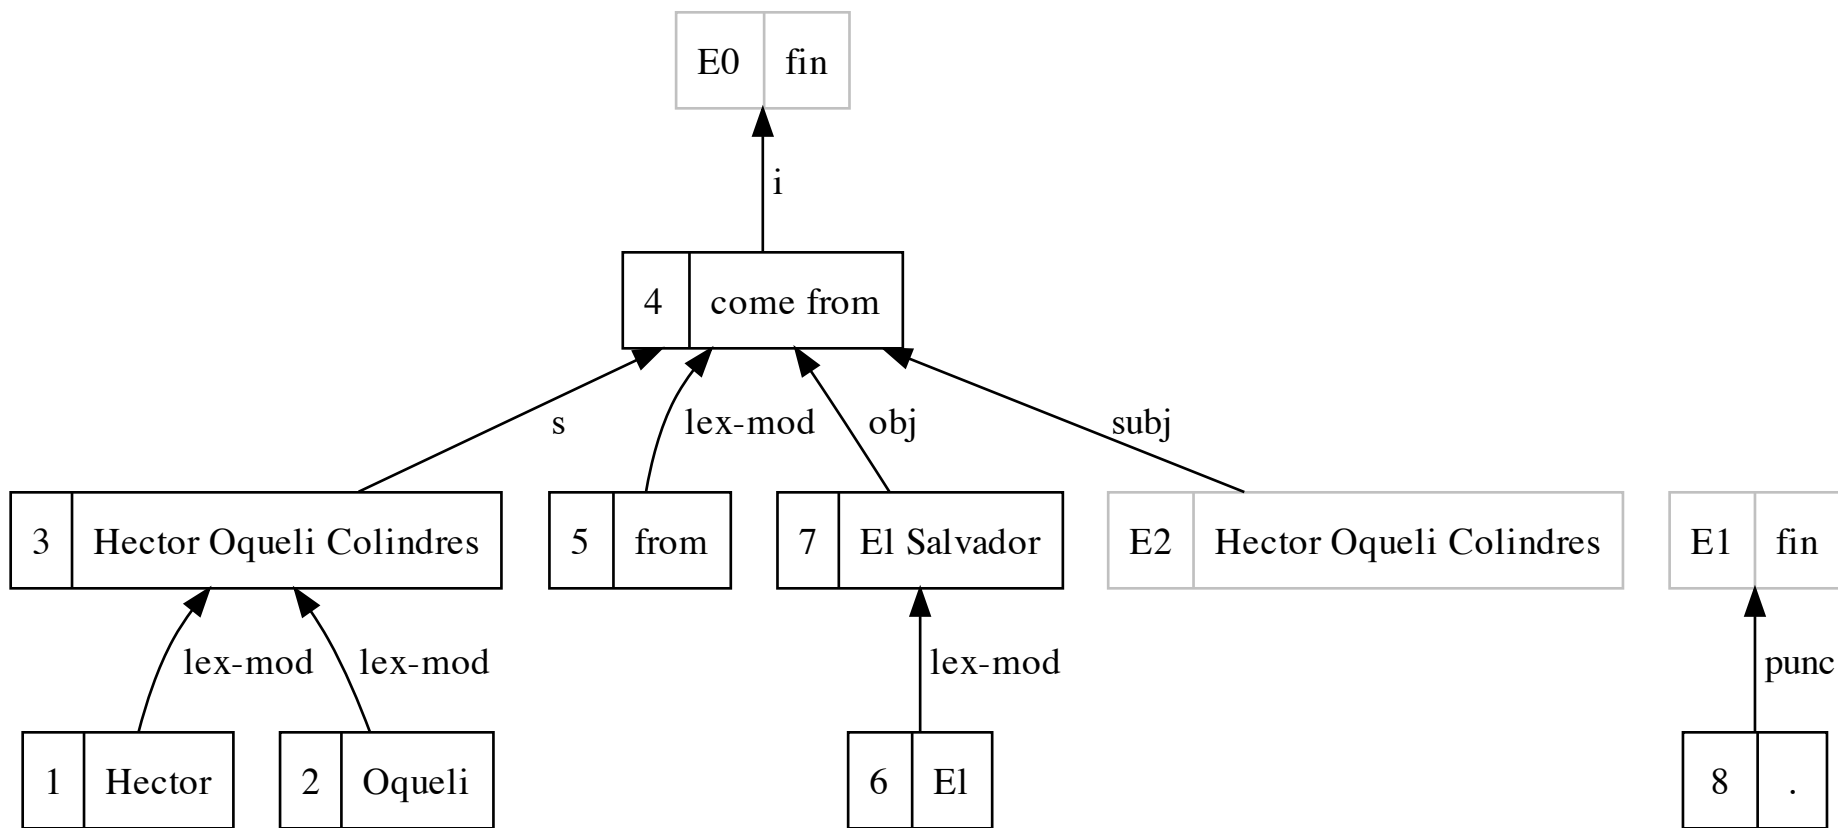 E0 fin
i
4 come from
s lex-mod obj subj
3 Hector Oqueli Colindres 5 from 7 El Salvador E2 Hector Oqueli Colindres E1 fin
lex-mod lex-mod lex-mod punc
1 Hector 2 Oqueli 6 El 8 .